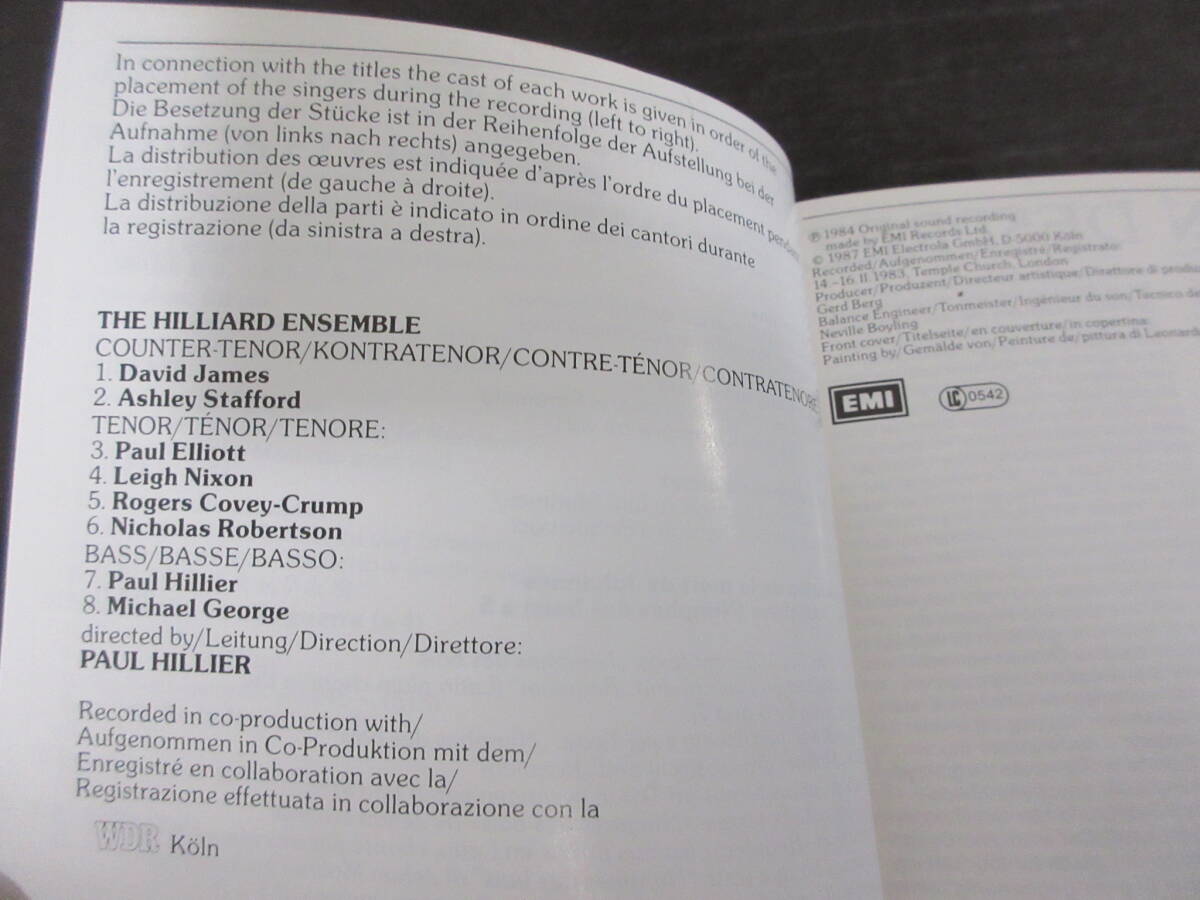 In connection with the titles the cast of each work is given in order of the
placement of the singers during the recording (left to right).
Die Besetzung der Stücke ist in der Reihenfolge der Aufstellung bei der
Aufnahme (von links nach rechts) angegeben.
La distribution des œuvres est indiquée d'après l'ordre du placement
l'enregistrement (de gauche à droite).
La distribuzione della parti è indicato in ordine dei cantori durante
la registrazione (da sinistra a destra).
THE HILLIARD ENSEMBLE
COUNTER-TENOR/KONTRATENOR/CONTRE-TÉNOR/CONTRATENORE
1. David James
2. Ashley Stafford
TENOR/TÉNOR/TENORE:
3. Paul Elliott
4. Leigh Nixon
5. Rogers Covey-Crump
6. Nicholas Robertson
BASS/BASSE/BASSO:
7. Paul Hillier
8. Michael George
directed by/Leitung/Direction/Direttore:
PAUL HILLIER
Recorded in co-production with/
Aufgenommen in Co-Produktion mit dem/
Enregistré en collaboration avec la/
Registrazione effettuata in collaborazione con la
WDR Köln
℗ 1984 Original sound recording
made by EMI Records Ltd.
© 1987 EMI Electrola GmbH, D-5000 Köln
Recorded/Aufgenommen/Enregistré/Registrato:
14.-16. II. 1983, Temple Church, London
Producer/Produzent/Directeur artistique/Direttore di
Gerd Berg
Balance Engineer/Tonmeister/Ingénieur du son/Tecnico
Neville Boyling
Front cover/Titelseite/en couverture/in copertina:
Painting by/Gemälde von/Peinture de/pittura di
EMI
LC 0542